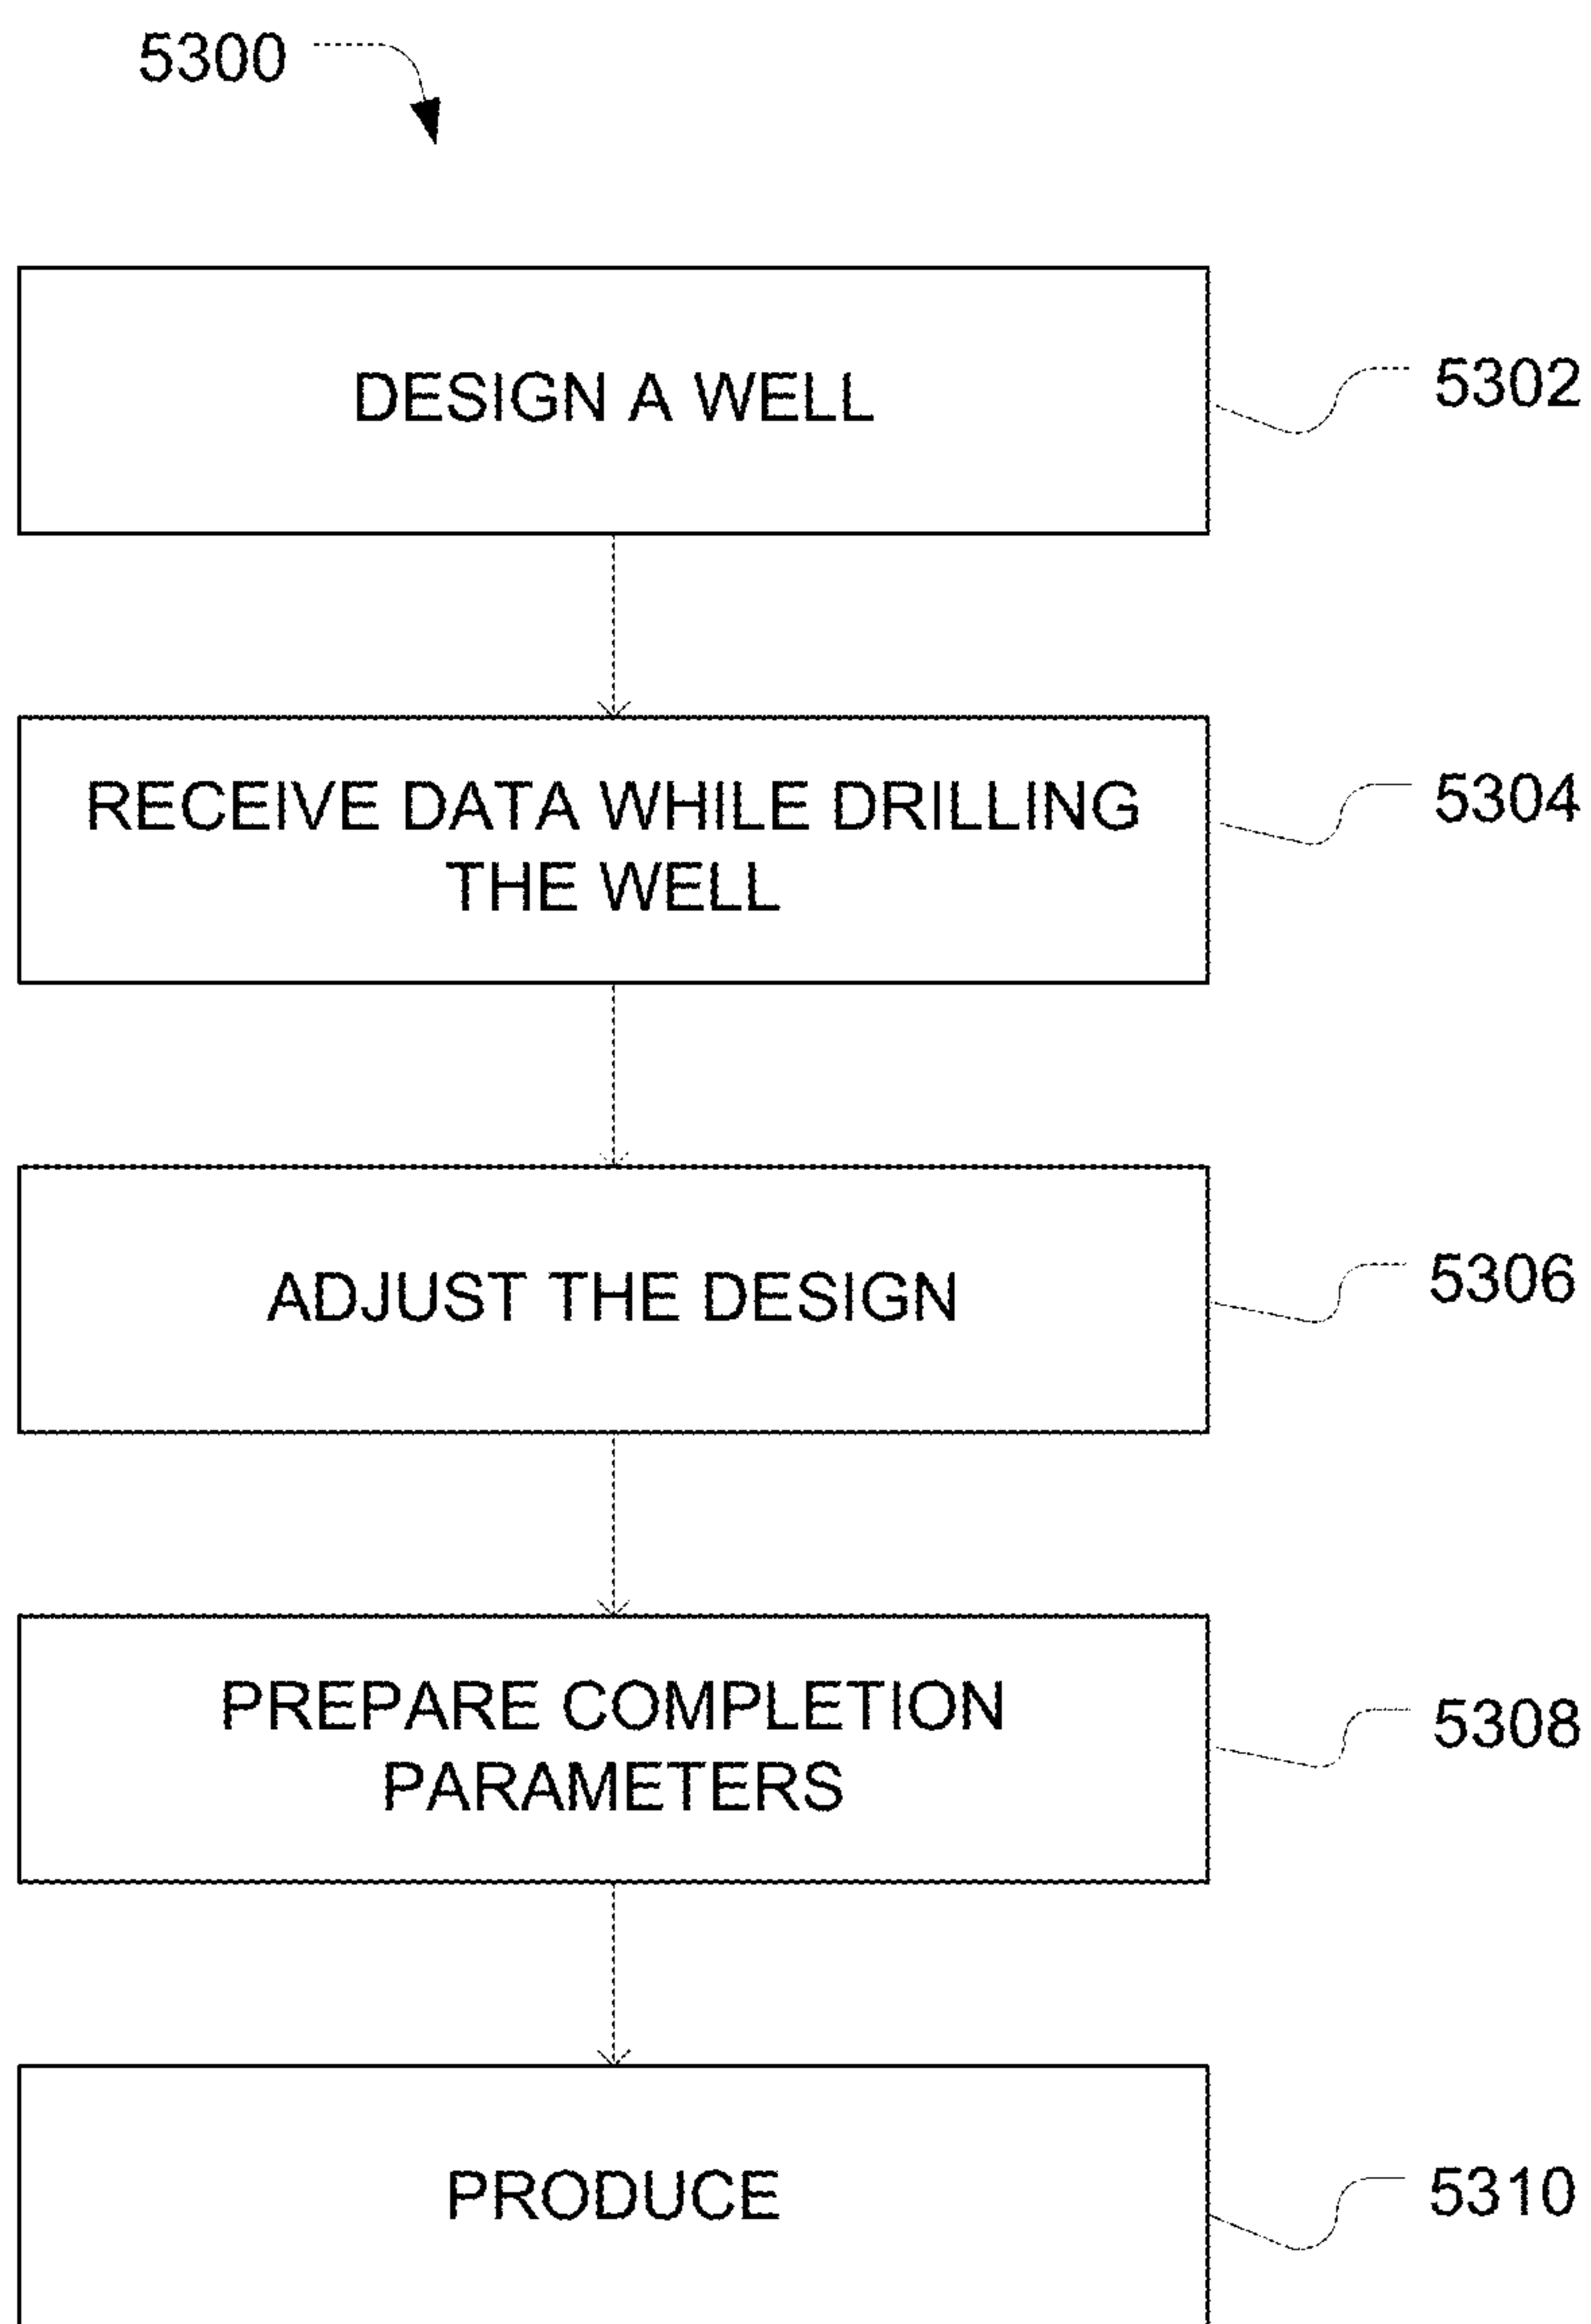 5300
DESIGN A WELL
5302
RECEIVE DATA WHILE DRILLING
THE WELL
5304
ADJUST THE DESIGN
5306
PREPARE COMPLETION
PARAMETERS
5308
PRODUCE
5310